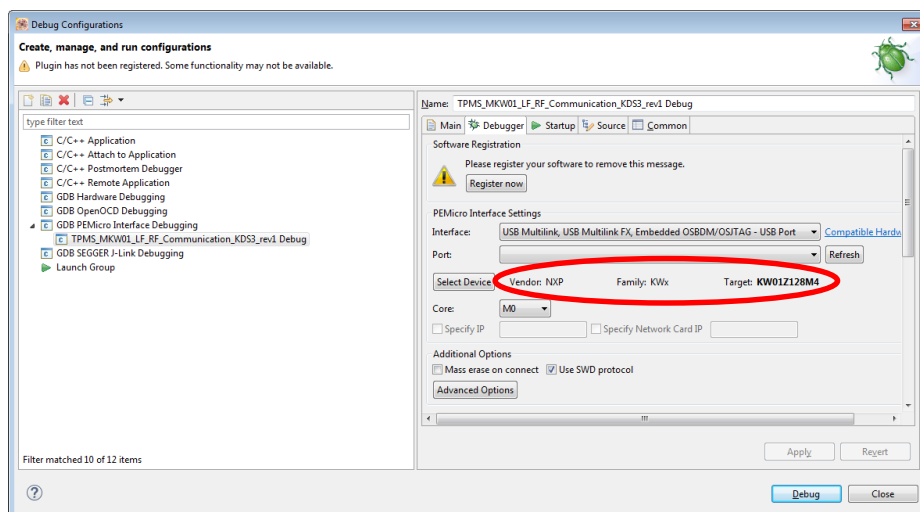 Debug Configurations
Create, manage, and run configurations
Plugin has not been registered. Some functionality may not be available.
type filter text
C/C++ Application
C/C++ Attach to Application
C/C++ Postmortem Debugger
C/C++ Remote Application
GDB Hardware Debugging
GDB OpenOCD Debugging
GDB PEMicro Interface Debugging
TPMS_MKW01_LF_RF_Communication_KDS3_rev1 Debug
GDB SEGGER J-Link Debugging
Launch Group
Filter matched 10 of 12 items
Name: TPMS_MKW01_LF_RF_Communication_KDS3_rev1 Debug
Main Debugger Startup Source Common
Software Registration
Please register your software to remove this message.
Register now
PEMicro Interface Settings
Interface: USB Multilink, USB Multilink FX, Embedded OSBDM/OSJTAG - USB Port Compatible Hardw
Port: Refresh
Select Device Vendor: NXP Family: KWx Target: KW01Z128M4
Core: M0
Specify IP Specify Network Card IP
Additional Options
Mass erase on connect Use SWD protocol
Advanced Options
Apply Revert
Debug Close